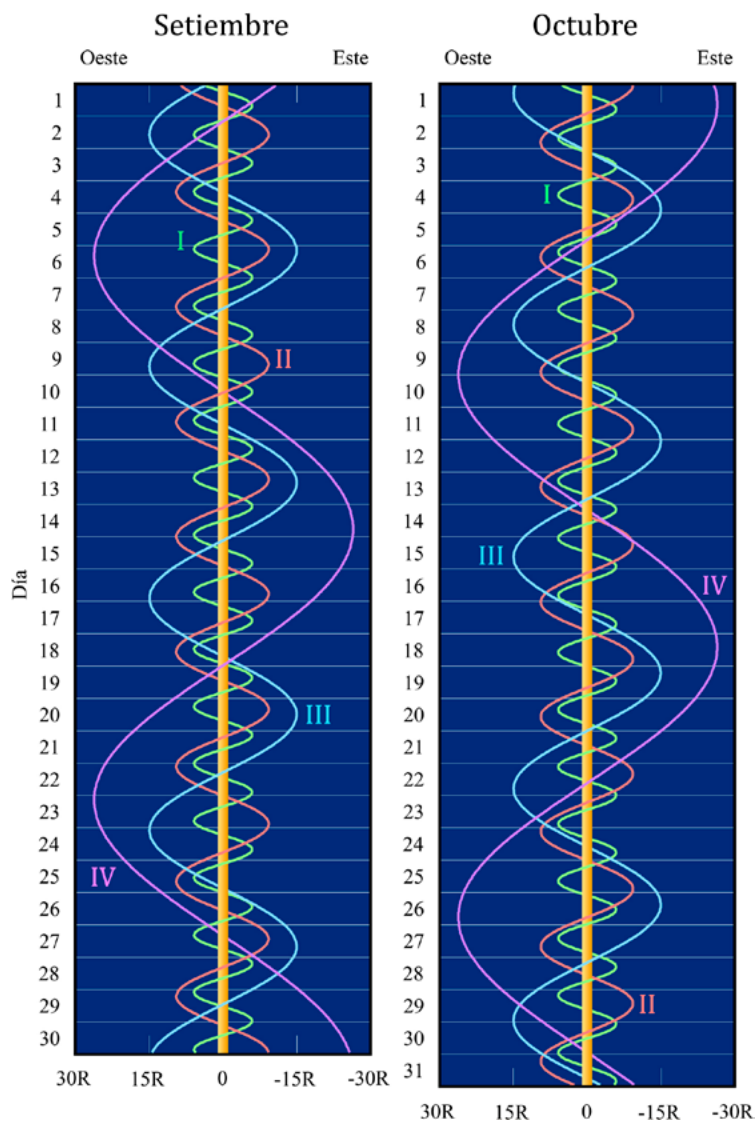 Setiembre
Oeste
Este
Día
1
2
3
4
5
6
7
8
9
10
11
12
13
14
15
16
17
18
19
20
21
22
23
24
25
26
27
28
29
30
I
II
III
IV
30R
15R
0
-15R
-30R
Octubre
Oeste
Este
1
2
3
4
5
6
7
8
9
10
11
12
13
14
15
16
17
18
19
20
21
22
23
24
25
26
27
28
29
30
31
I
III
IV
II
30R
15R
0
-15R
-30R